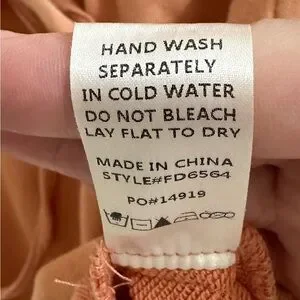 HAND WASH
SEPARATELY
IN COLD WATER
DO NOT BLEACH
LAY FLAT TO DRY
MADE IN CHINA
STYLE#FD6564
PO#14919